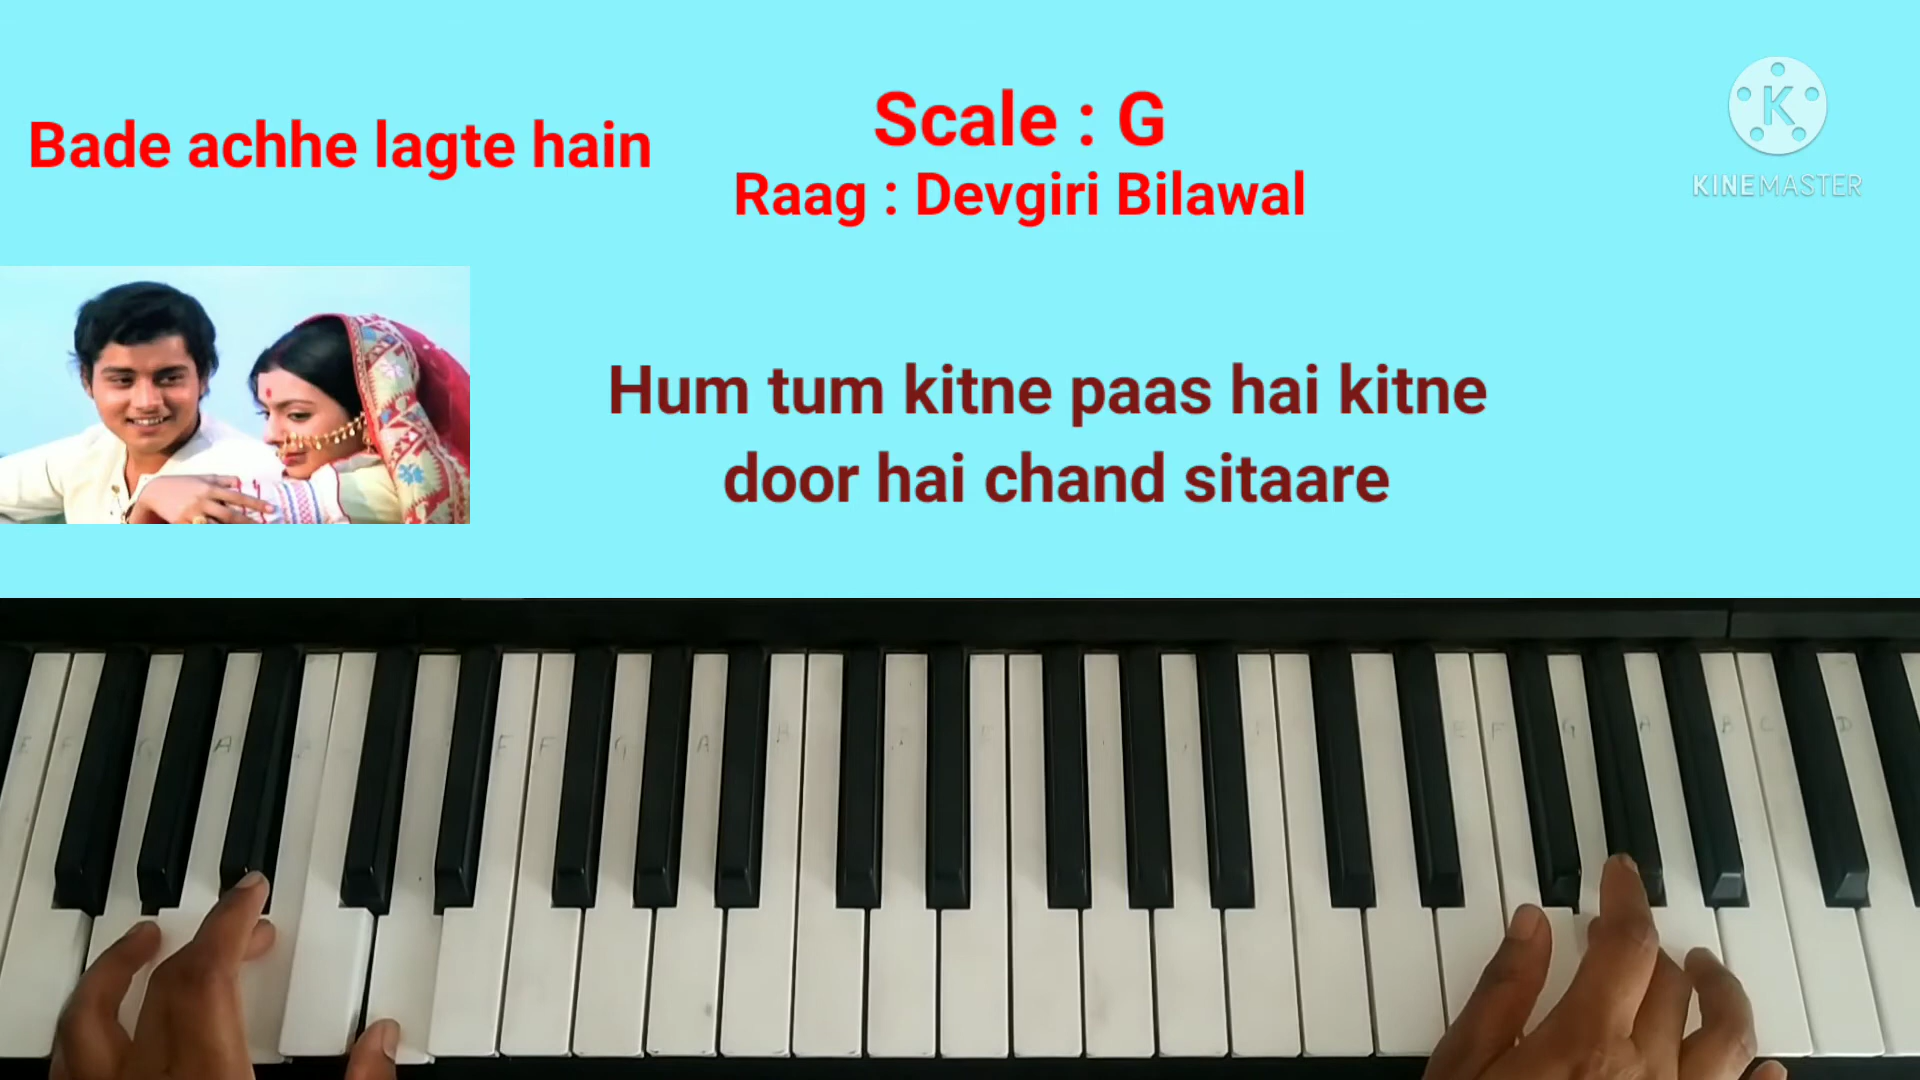 Bade achhe lagte hain
Scale : G
Raag : Devgiri Bilawal
K
KINEMASTER
Hum tum kitne paas hai kitne
door hai chand sitaare
E F G A F F G A B E F G A B C D